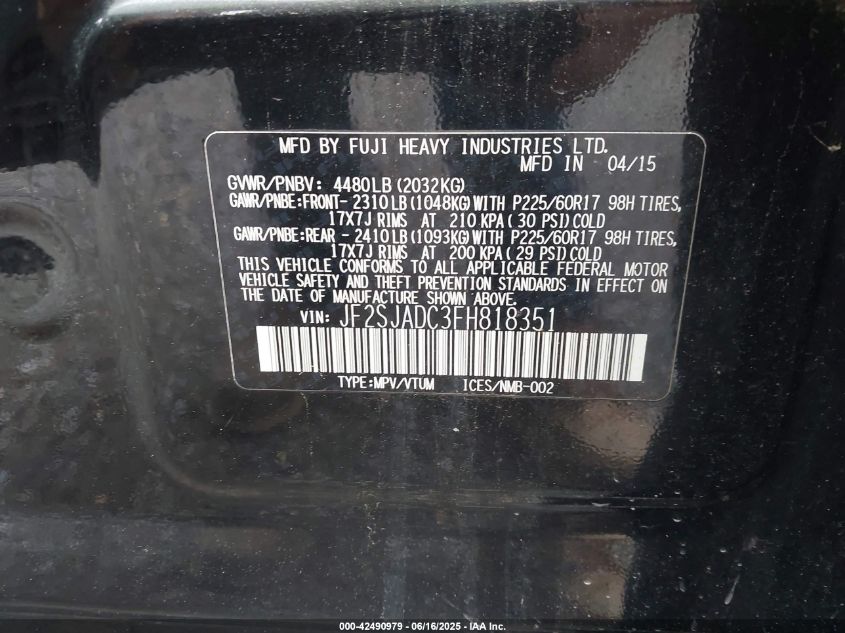 MFD BY FUJI HEAVY INDUSTRIES LTD.
MFD IN 04/15
GVWR/PNBV: 4480LB (2032KG)
GAWR/PNBE:FRONT- 2310LB (1048KG) WITH P225/60R17 98H TIRES,
17X7J RIMS AT 210 KPA ( 30 PSI) COLD
GAWR/PNBE:REAR - 2410LB (1093KG) WITH P225/60R17 98H TIRES,
17X7J RIMS AT 200 KPA ( 29 PSI) COLD
THIS VEHICLE CONFORMS TO ALL APPLICABLE FEDERAL MOTOR
VEHICLE SAFETY AND THEFT PREVENTION STANDARDS IN EFFECT ON
THE DATE OF MANUFACTURE SHOWN ABOVE.
VIN: JF2SJADC3FH818351
TYPE:MPV/VTUM ICES/NMB-002
000-42490979 - 06/16/2025 - IAA Inc.